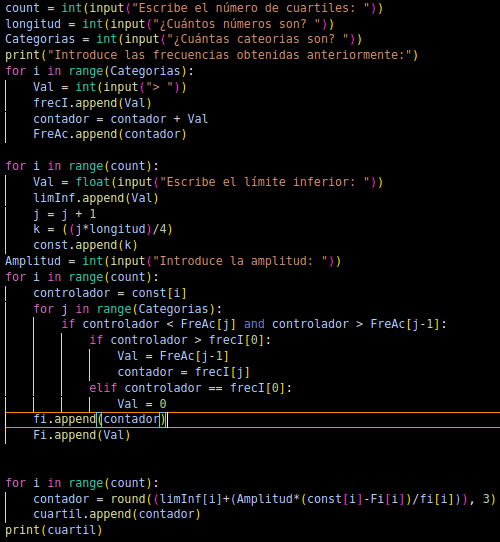 count = int(input("Escribe el número de cuartiles: "))
longitud = int(input("¿Cuántos números son? "))
Categorias = int(input("¿Cuántas cateorias son? "))
print("Introduce las frecuencias obtenidas anteriormente:")
for i in range(Categorias):
    Val = int(input("> "))
    frecI.append(Val)
    contador = contador + Val
    FreAc.append(contador)

for i in range(count):
    Val = float(input("Escribe el límite inferior: "))
    limInf.append(Val)
    j = j + 1
    k = ((j*longitud)/4)
    const.append(k)
Amplitud = int(input("Introduce la amplitud: "))
for i in range(count):
    controlador = const[i]
    for j in range(Categorias):
        if controlador < FreAc[j] and controlador > FreAc[j-1]:
            if controlador > frecI[0]:
                Val = FreAc[j-1]
                contador = frecI[j]
            elif controlador == frecI[0]:
                Val = 0
    fi.append(contador)
    Fi.append(Val)


for i in range(count):
    contador = round((limInf[i]+(Amplitud*(const[i]-Fi[i])/fi[i])), 3)
    cuartil.append(contador)
print(cuartil)